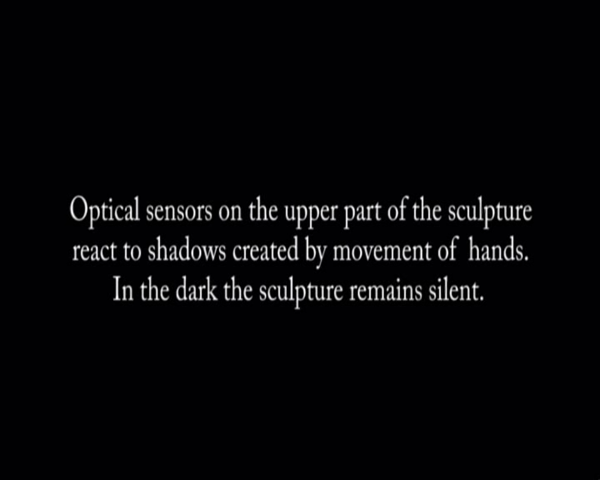 Optical sensors on the upper part of the sculpture
react to shadows created by movement of hands.
In the dark the sculpture remains silent.